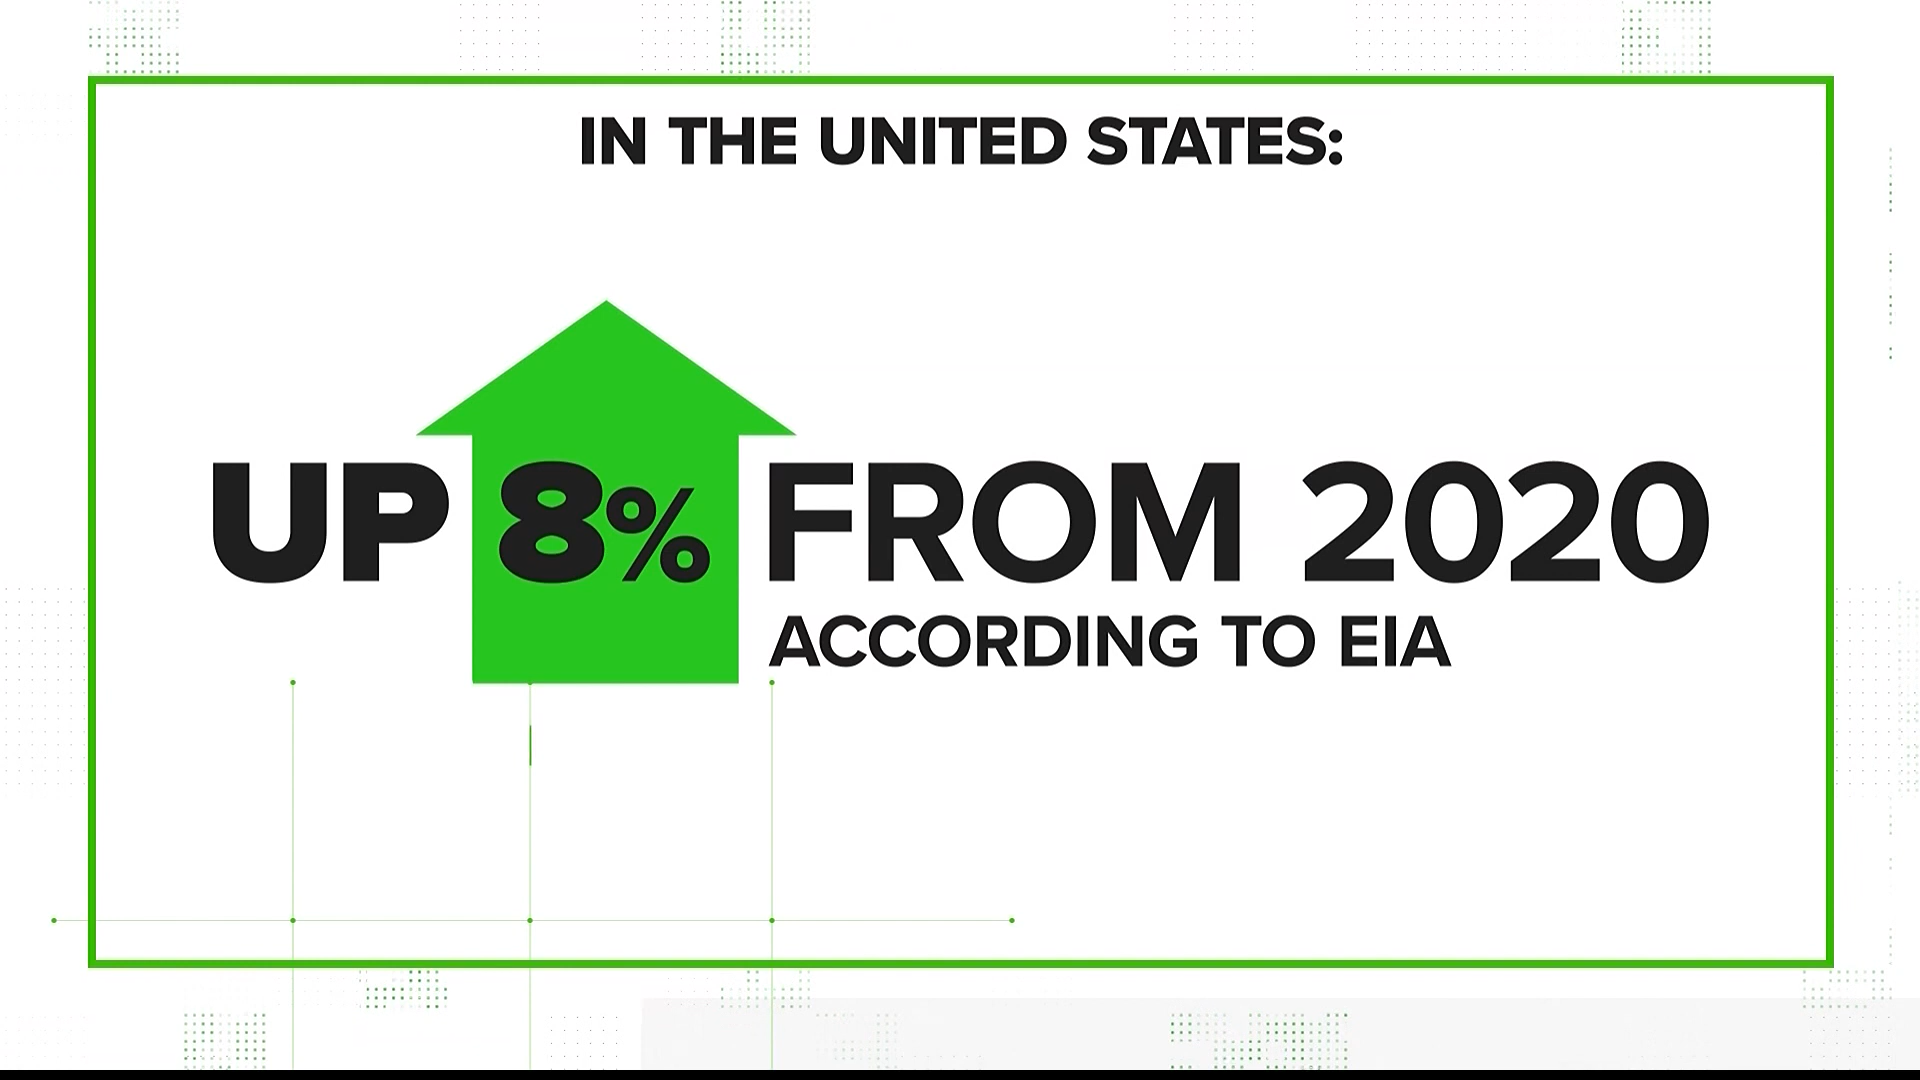 IN THE UNITED STATES:
UP 8% FROM 2020
ACCORDING TO EIA